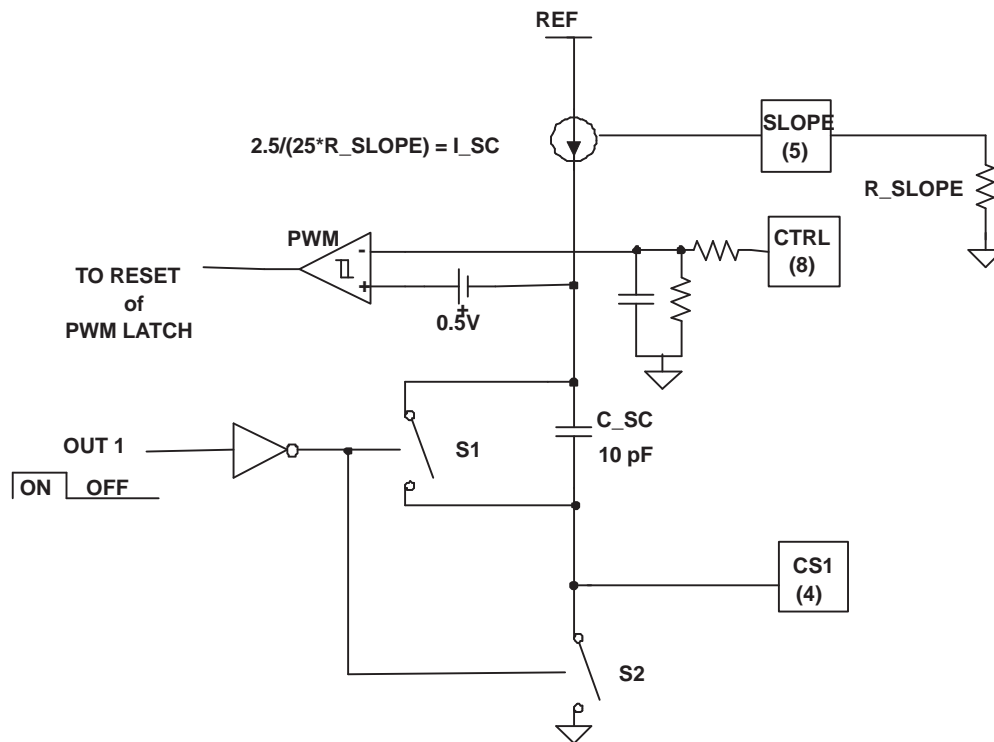 REF
2.5/(25*R_SLOPE) = I_SC
SLOPE
(5)
R_SLOPE
PWM
-
+
CTRL
(8)
TO RESET
of
PWM LATCH
+
0.5V
C_SC
10 pF
OUT 1
S1
ON OFF
CS1
(4)
S2